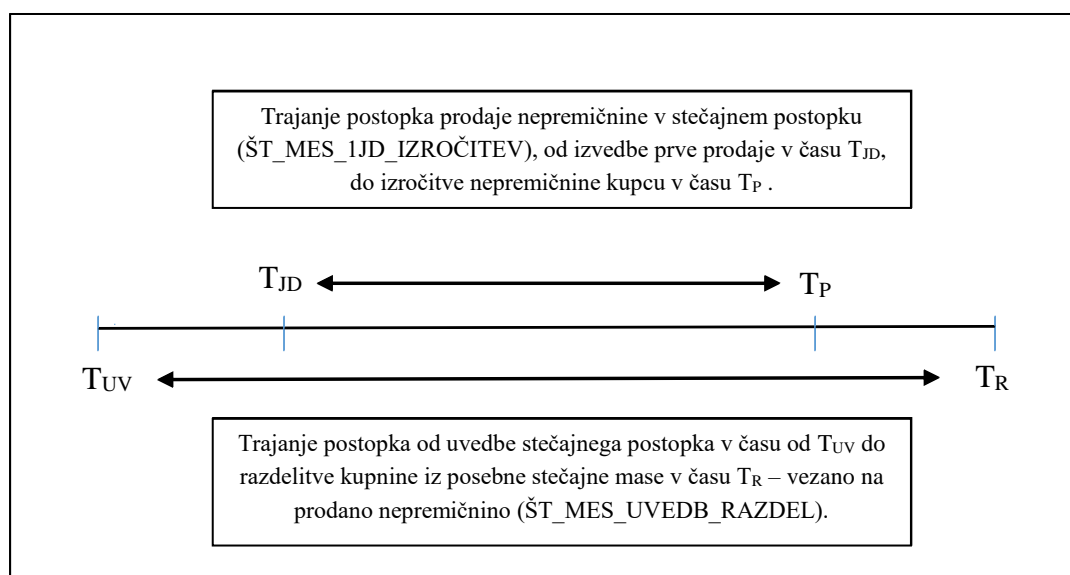 Trajanje postopka prodaje nepremičnine v stečajnem postopku
(ŠT_MES_1JD_IZROČITEV), od izvedbe prve prodaje v času TJD,
do izročitve nepremičnine kupcu v času TP .
TJD
TP
TUV
TR
Trajanje postopka od uvedbe stečajnega postopka v času od TUV do
razdelitve kupnine iz posebne stečajne mase v času TR – vezano na
prodano nepremičnino (ŠT_MES_UVEDB_RAZDEL).